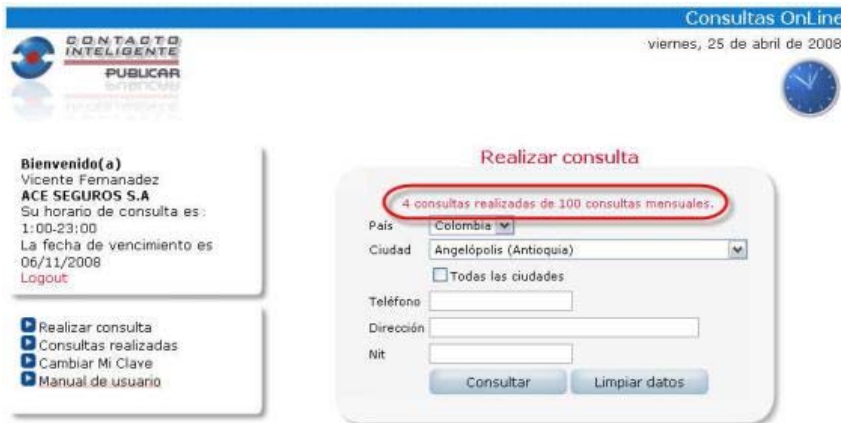 Consultas OnLine
viernes, 25 de abril de 2008
CONTACTO
INTELIGENTE
PUBLICAR
Bienvenido(a)
Vicente Fernanadez
ACE SEGUROS S.A
Su horario de consulta es :
1:00-23:00
La fecha de vencimiento es
06/11/2008
Logout
Realizar consulta
Consultas realizadas
Cambiar Mi Clave
Manual de usuario
Realizar consulta
4 consultas realizadas de 100 consultas mensuales.
País Colombia
Ciudad Angelópolis (Antioquia)
Todas las ciudades
Teléfono
Dirección
Nit
Consultar Limpiar datos